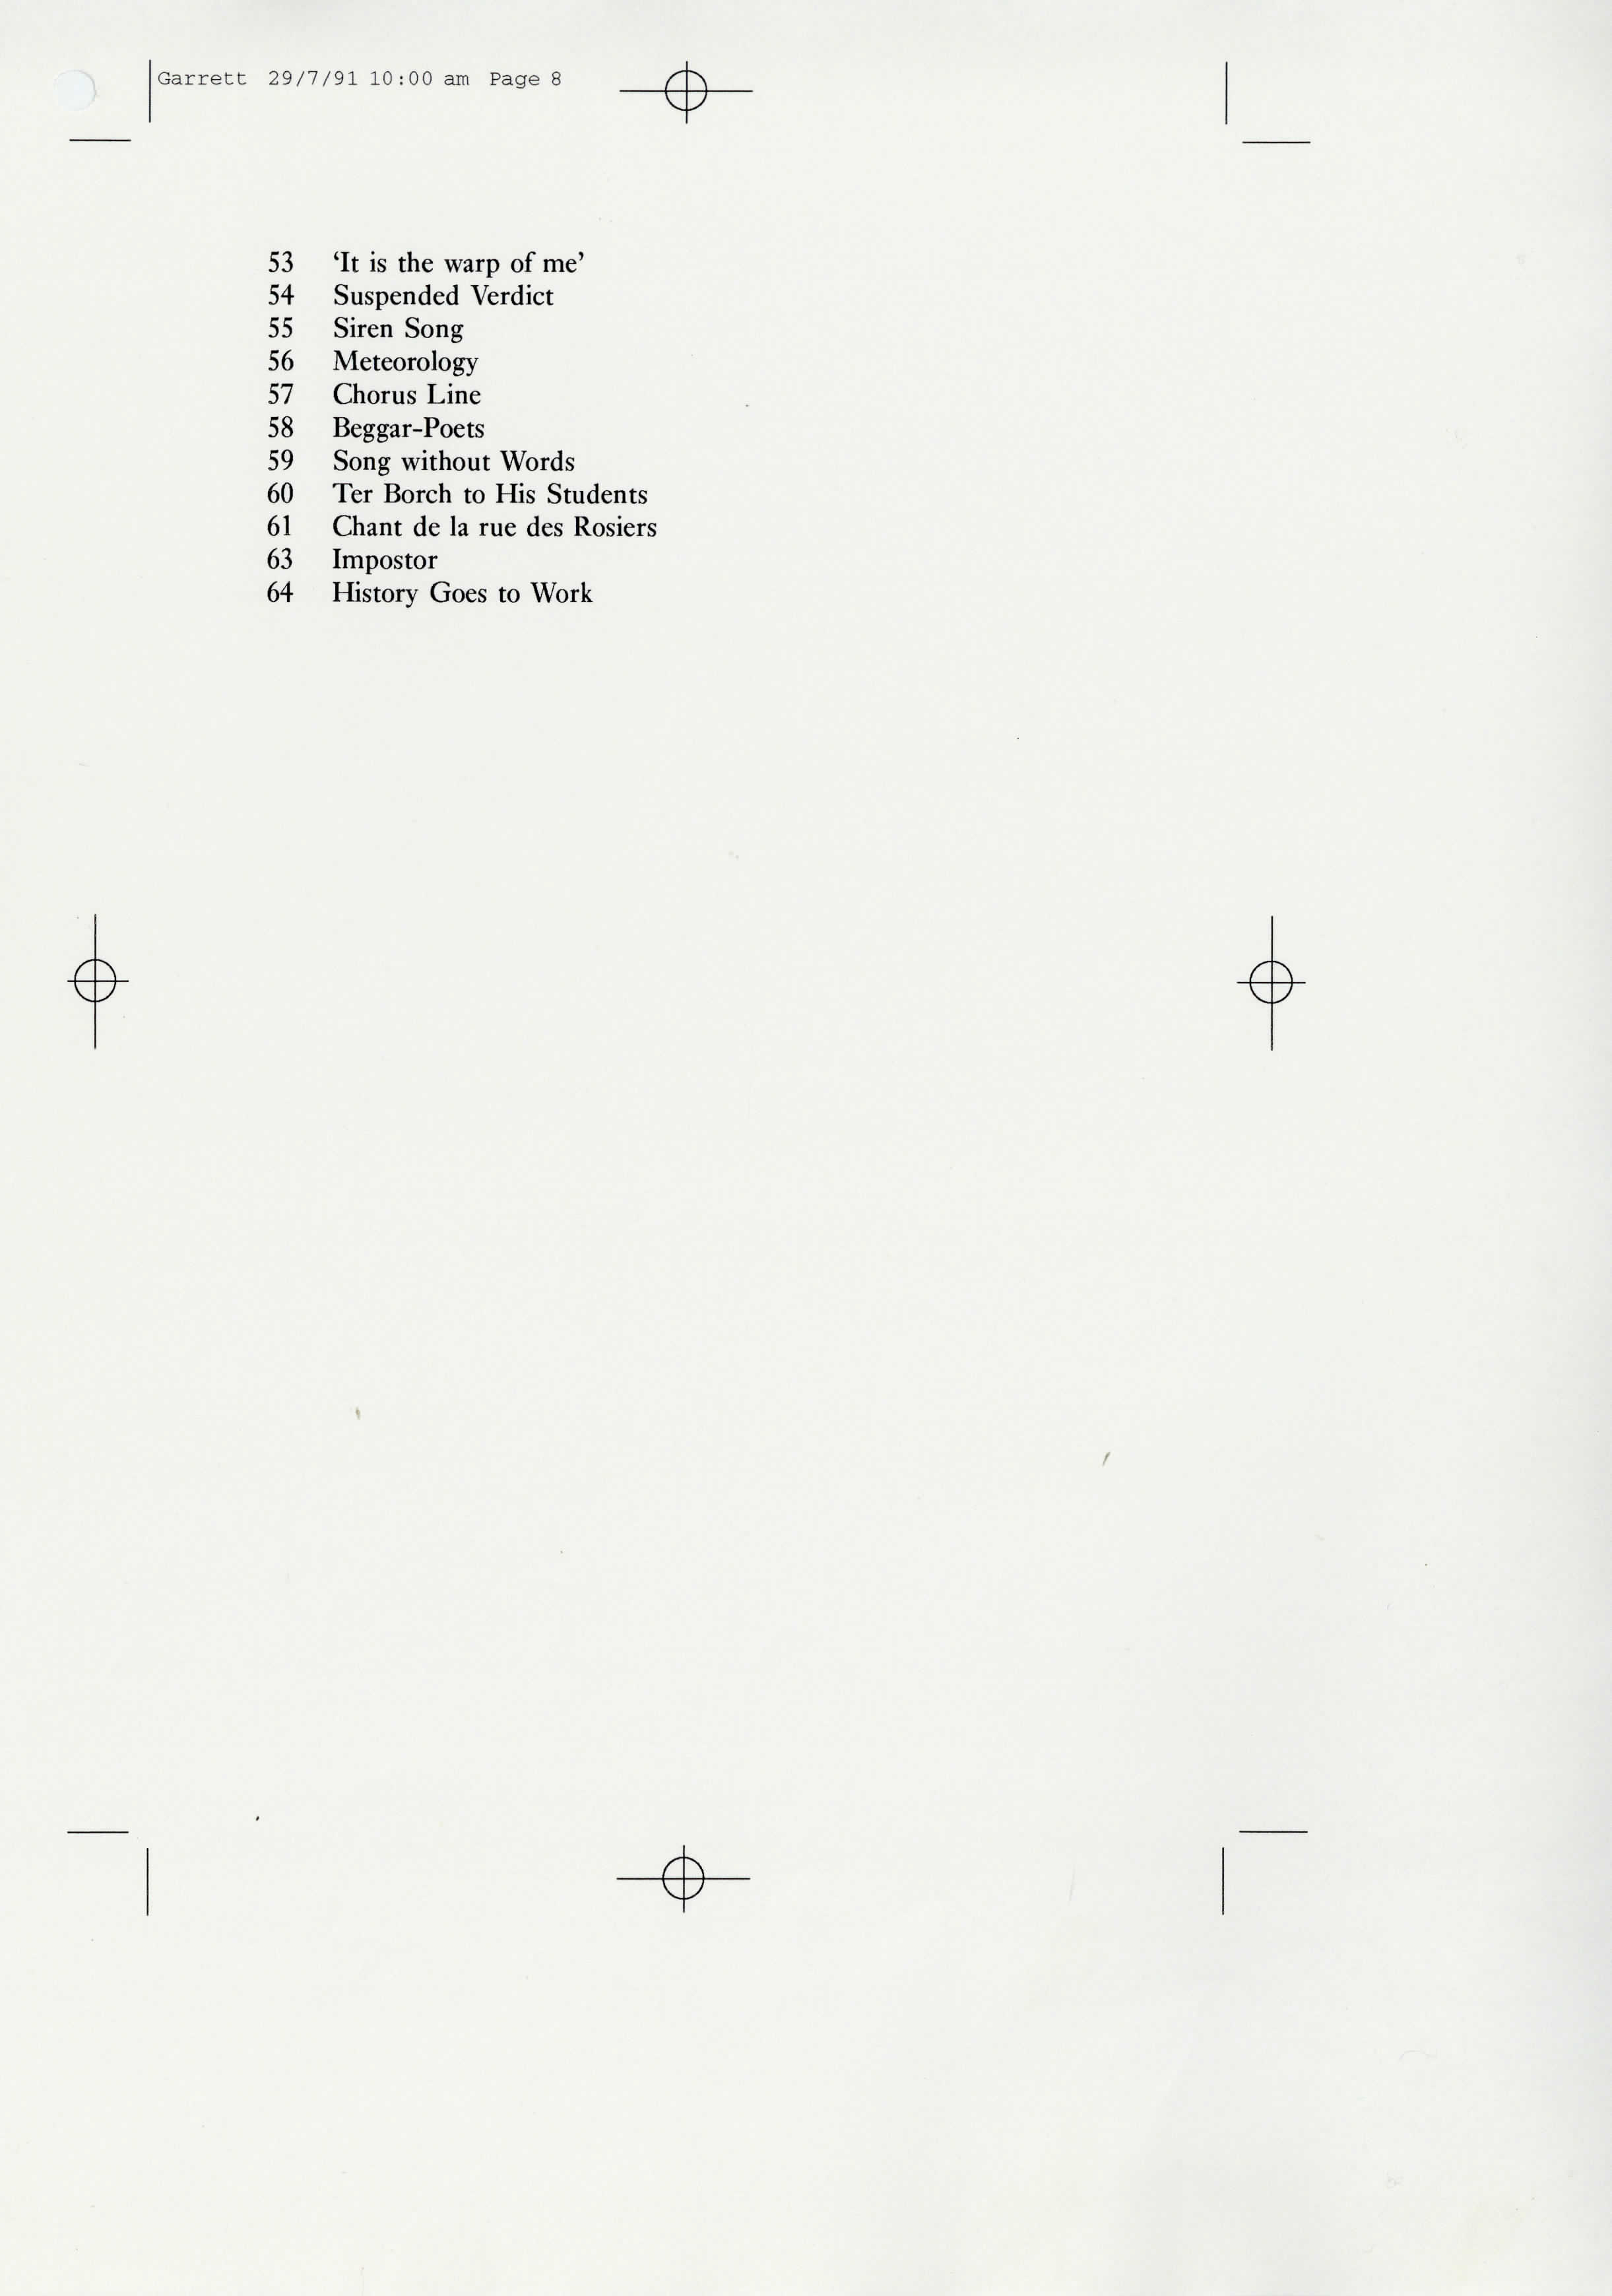 Garrett 29/7/91 10:00 am Page 8
53 ‘It is the warp of me’
54 Suspended Verdict
55 Siren Song
56 Meteorology
57 Chorus Line
58 Beggar-Poets
59 Song without Words
60 Ter Borch to His Students
61 Chant de la rue des Rosiers
63 Impostor
64 History Goes to Work